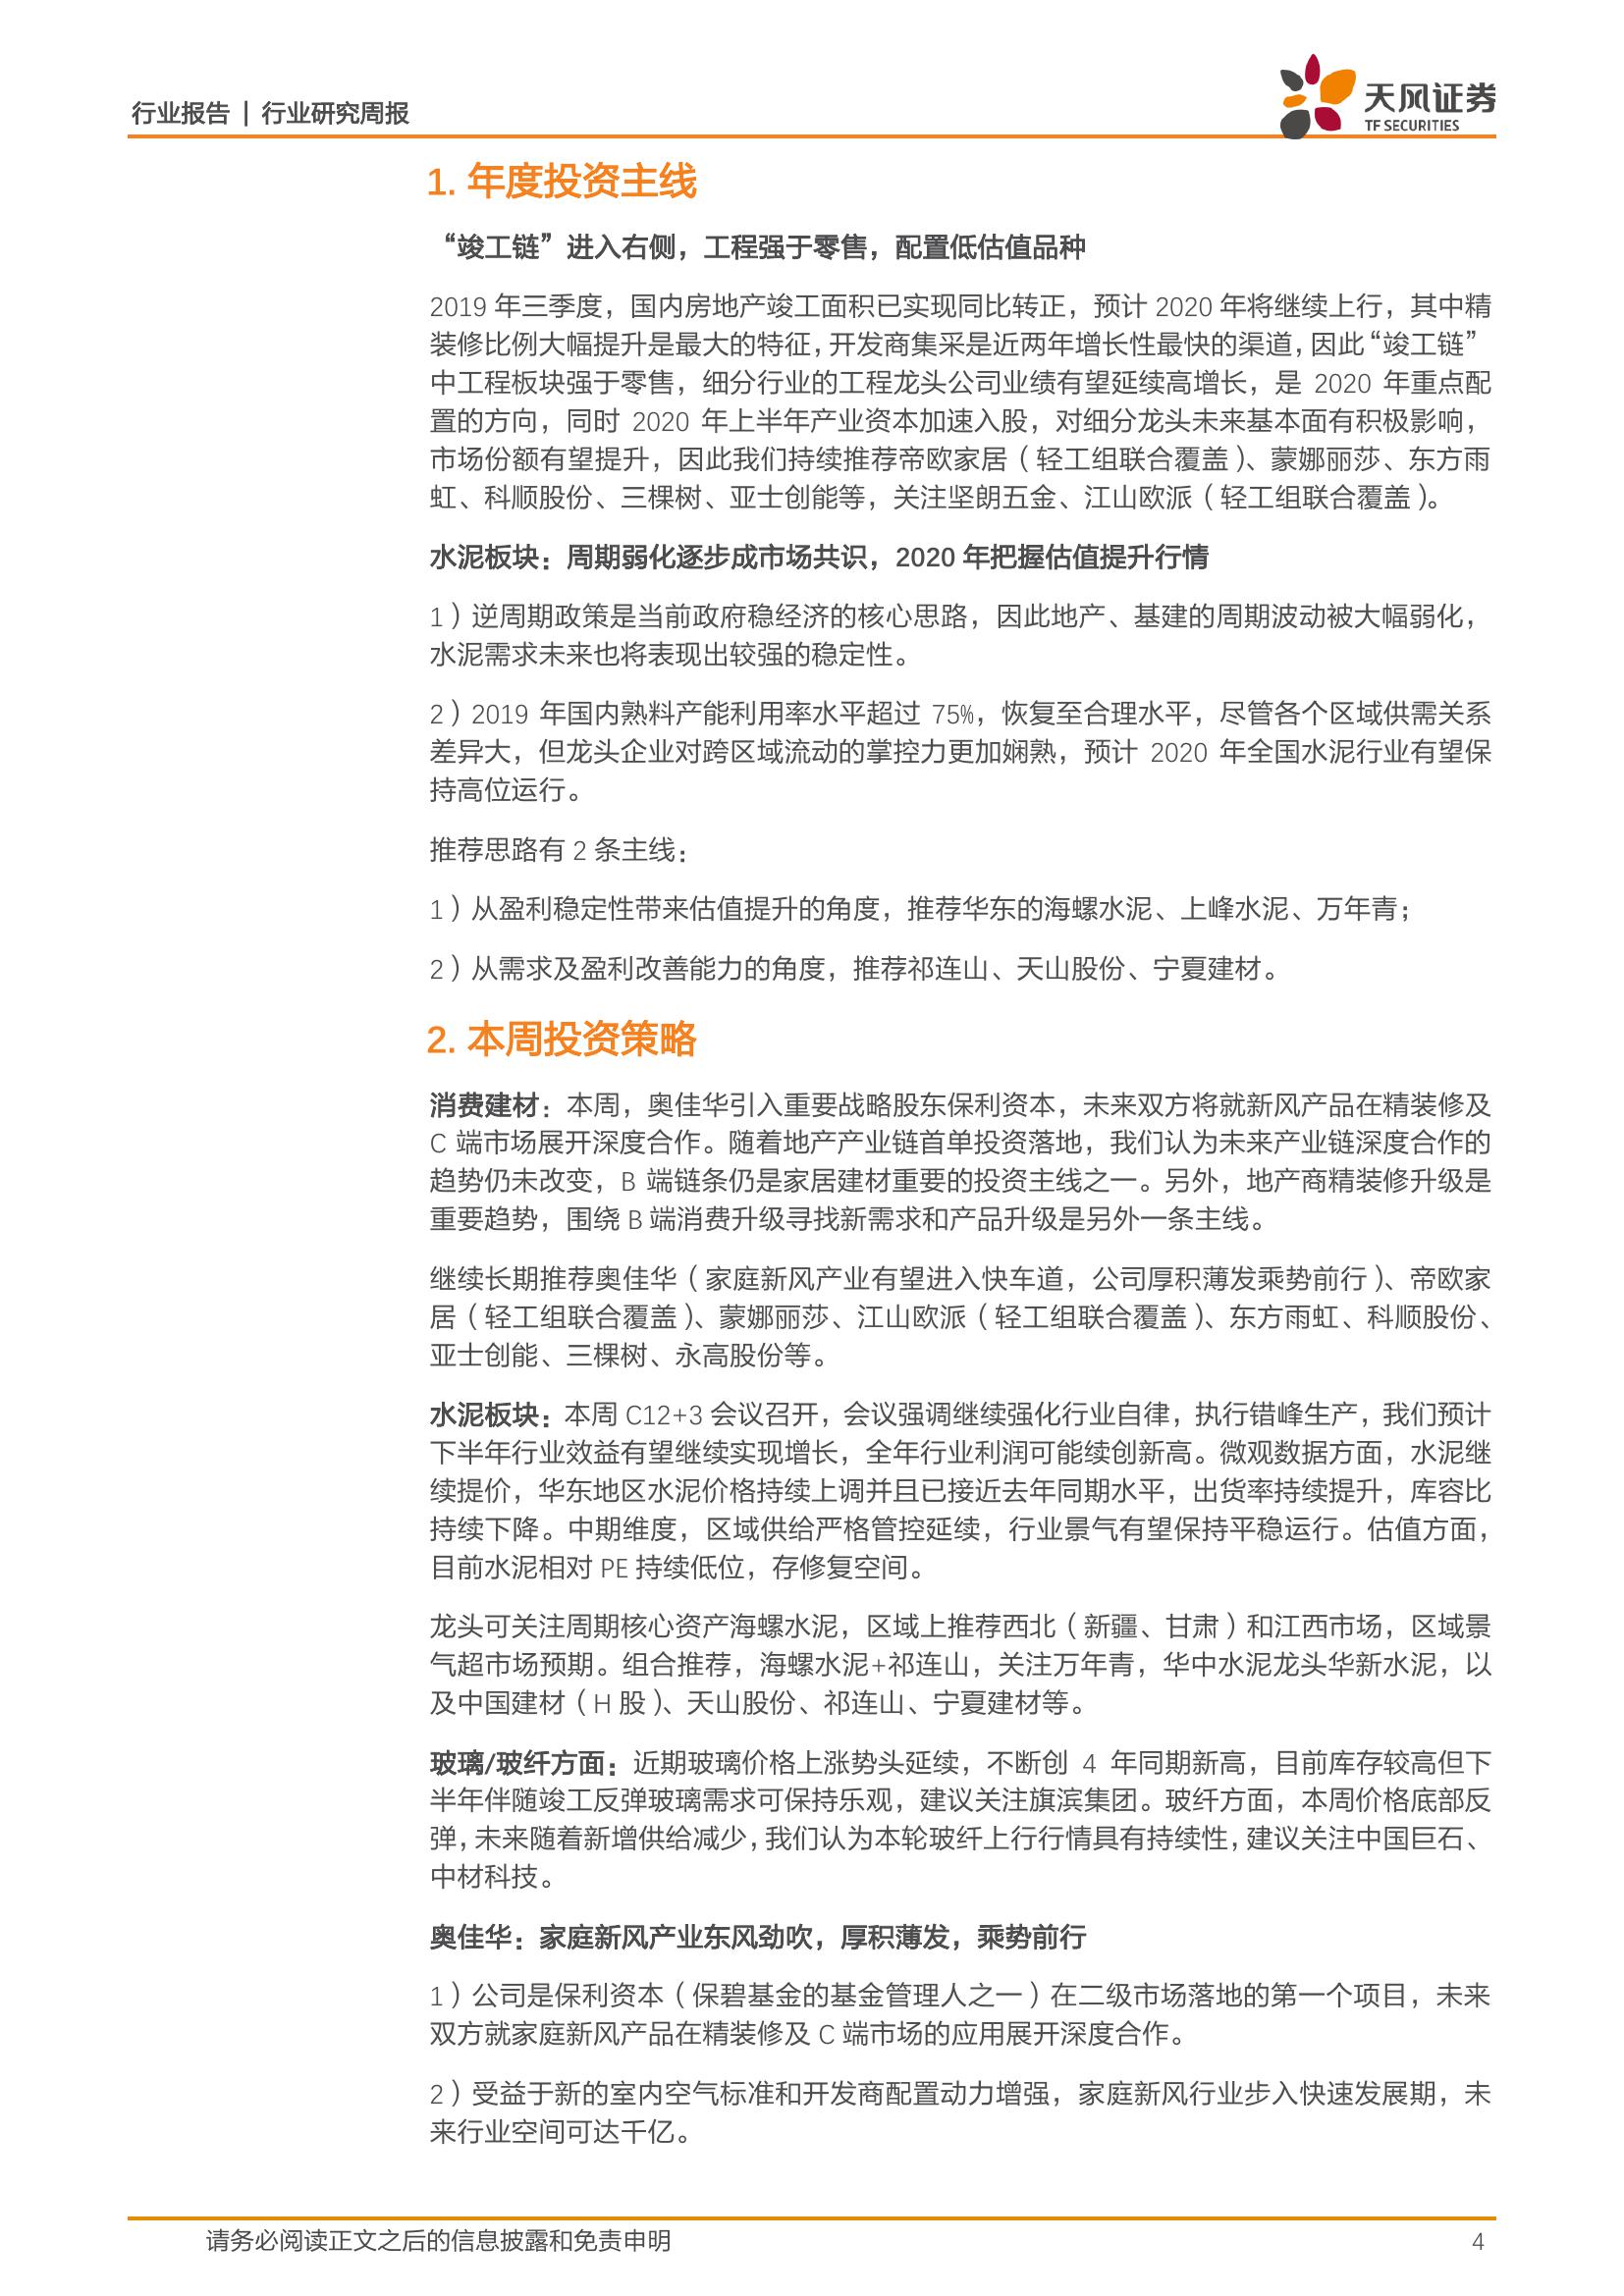 行业报告 | 行业研究周报
天风证券
TF SECURITIES
1. 年度投资主线
“竣工链”进入右侧，工程强于零售，配置低估值品种
2019 年三季度，国内房地产竣工面积已实现同比转正，预计 2020 年将继续上行，其中精
装修比例大幅提升是最大的特征，开发商集采是近两年增长性最快的渠道，因此“竣工链”
中工程板块强于零售，细分行业的工程龙头公司业绩有望延续高增长，是 2020 年重点配
置的方向，同时 2020 年上半年产业资本加速入股，对细分龙头未来基本面有积极影响，
市场份额有望提升，因此我们持续推荐帝欧家居（轻工组联合覆盖）、蒙娜丽莎、东方雨
虹、科顺股份、三棵树、亚士创能等，关注坚朗五金、江山欧派（轻工组联合覆盖）。
水泥板块：周期弱化逐步成市场共识，2020 年把握估值提升行情
1）逆周期政策是当前政府稳经济的核心思路，因此地产、基建的周期波动被大幅弱化，
水泥需求未来也将表现出较强的稳定性。
2）2019 年国内熟料产能利用率水平超过 75%，恢复至合理水平，尽管各个区域供需关系
差异大，但龙头企业对跨区域流动的掌控力更加娴熟，预计 2020 年全国水泥行业有望保
持高位运行。
推荐思路有 2 条主线：
1）从盈利稳定性带来估值提升的角度，推荐华东的海螺水泥、上峰水泥、万年青；
2）从需求及盈利改善能力的角度，推荐祁连山、天山股份、宁夏建材。
2. 本周投资策略
消费建材：本周，奥佳华引入重要战略股东保利资本，未来双方将就新风产品在精装修及
C 端市场展开深度合作。随着地产产业链首单投资落地，我们认为未来产业链深度合作的
趋势仍未改变，B 端链条仍是家居建材重要的投资主线之一。另外，地产商精装修升级是
重要趋势，围绕 B 端消费升级寻找新需求和产品升级是另外一条主线。
继续长期推荐奥佳华（家庭新风产业有望进入快车道，公司厚积薄发乘势前行）、帝欧家
居（轻工组联合覆盖）、蒙娜丽莎、江山欧派（轻工组联合覆盖）、东方雨虹、科顺股份、
亚士创能、三棵树、永高股份等。
水泥板块：本周 C12+3 会议召开，会议强调继续强化行业自律，执行错峰生产，我们预计
下半年行业效益有望继续实现增长，全年行业利润可能续创新高。微观数据方面，水泥继
续提价，华东地区水泥价格持续上调并且已接近去年同期水平，出货率持续提升，库容比
持续下降。中期维度，区域供给严格管控延续，行业景气有望保持平稳运行。估值方面，
目前水泥相对 PE 持续低位，存修复空间。
龙头可关注周期核心资产海螺水泥，区域上推荐西北（新疆、甘肃）和江西市场，区域景
气超市场预期。组合推荐，海螺水泥+祁连山，关注万年青，华中水泥龙头华新水泥，以
及中国建材（H 股）、天山股份、祁连山、宁夏建材等。
玻璃/玻纤方面：近期玻璃价格上涨势头延续，不断创 4 年同期新高，目前库存较高但下
半年伴随竣工反弹玻璃需求可保持乐观，建议关注旗滨集团。玻纤方面，本周价格底部反
弹，未来随着新增供给减少，我们认为本轮玻纤上行行情具有持续性，建议关注中国巨石、
中材科技。
奥佳华：家庭新风产业东风劲吹，厚积薄发，乘势前行
1）公司是保利资本（保碧基金的基金管理人之一）在二级市场落地的第一个项目，未来
双方就家庭新风产品在精装修及 C 端市场的应用展开深度合作。
2）受益于新的室内空气标准和开发商配置动力增强，家庭新风行业步入快速发展期，未
来行业空间可达千亿。
请务必阅读正文之后的信息披露和免责申明
4